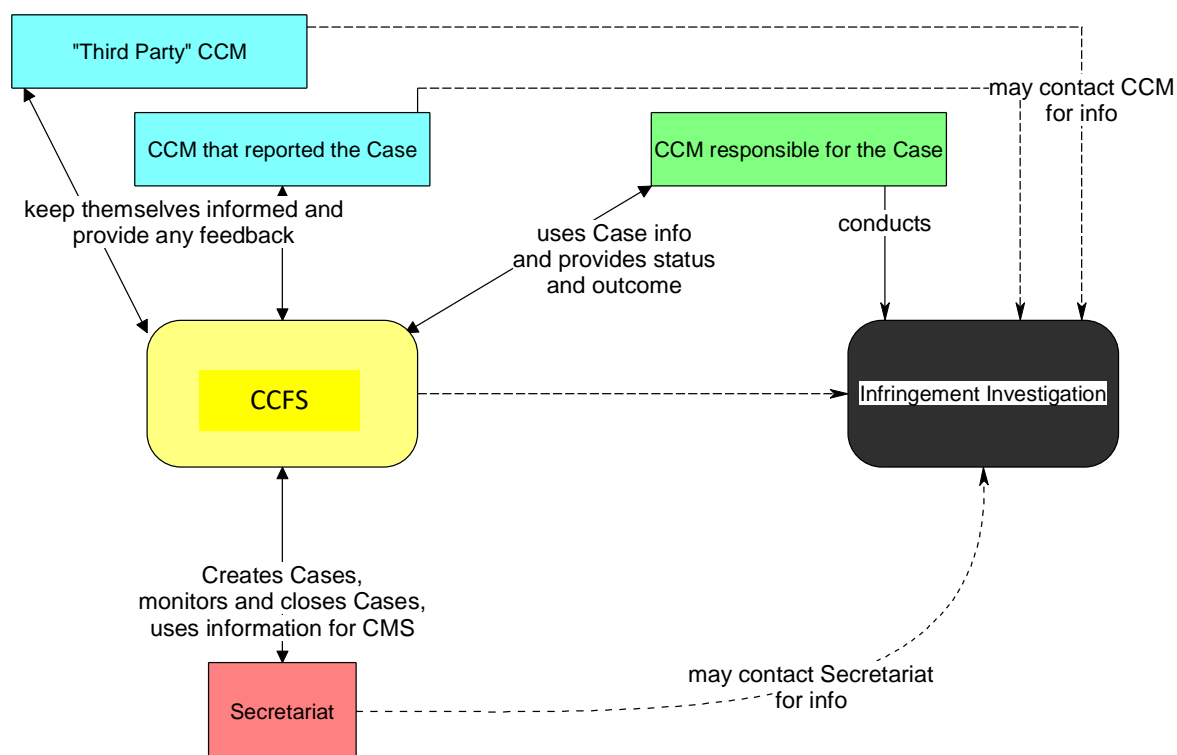 "Third Party" CCM
may contact CCM
for info
CCM that reported the Case
CCM responsible for the Case
keep themselves informed and
provide any feedback
uses Case info
and provides status
and outcome
conducts
CCFS
Infringement Investigation
Creates Cases,
monitors and closes Cases,
uses information for CMS
may contact Secretariat
for info
Secretariat